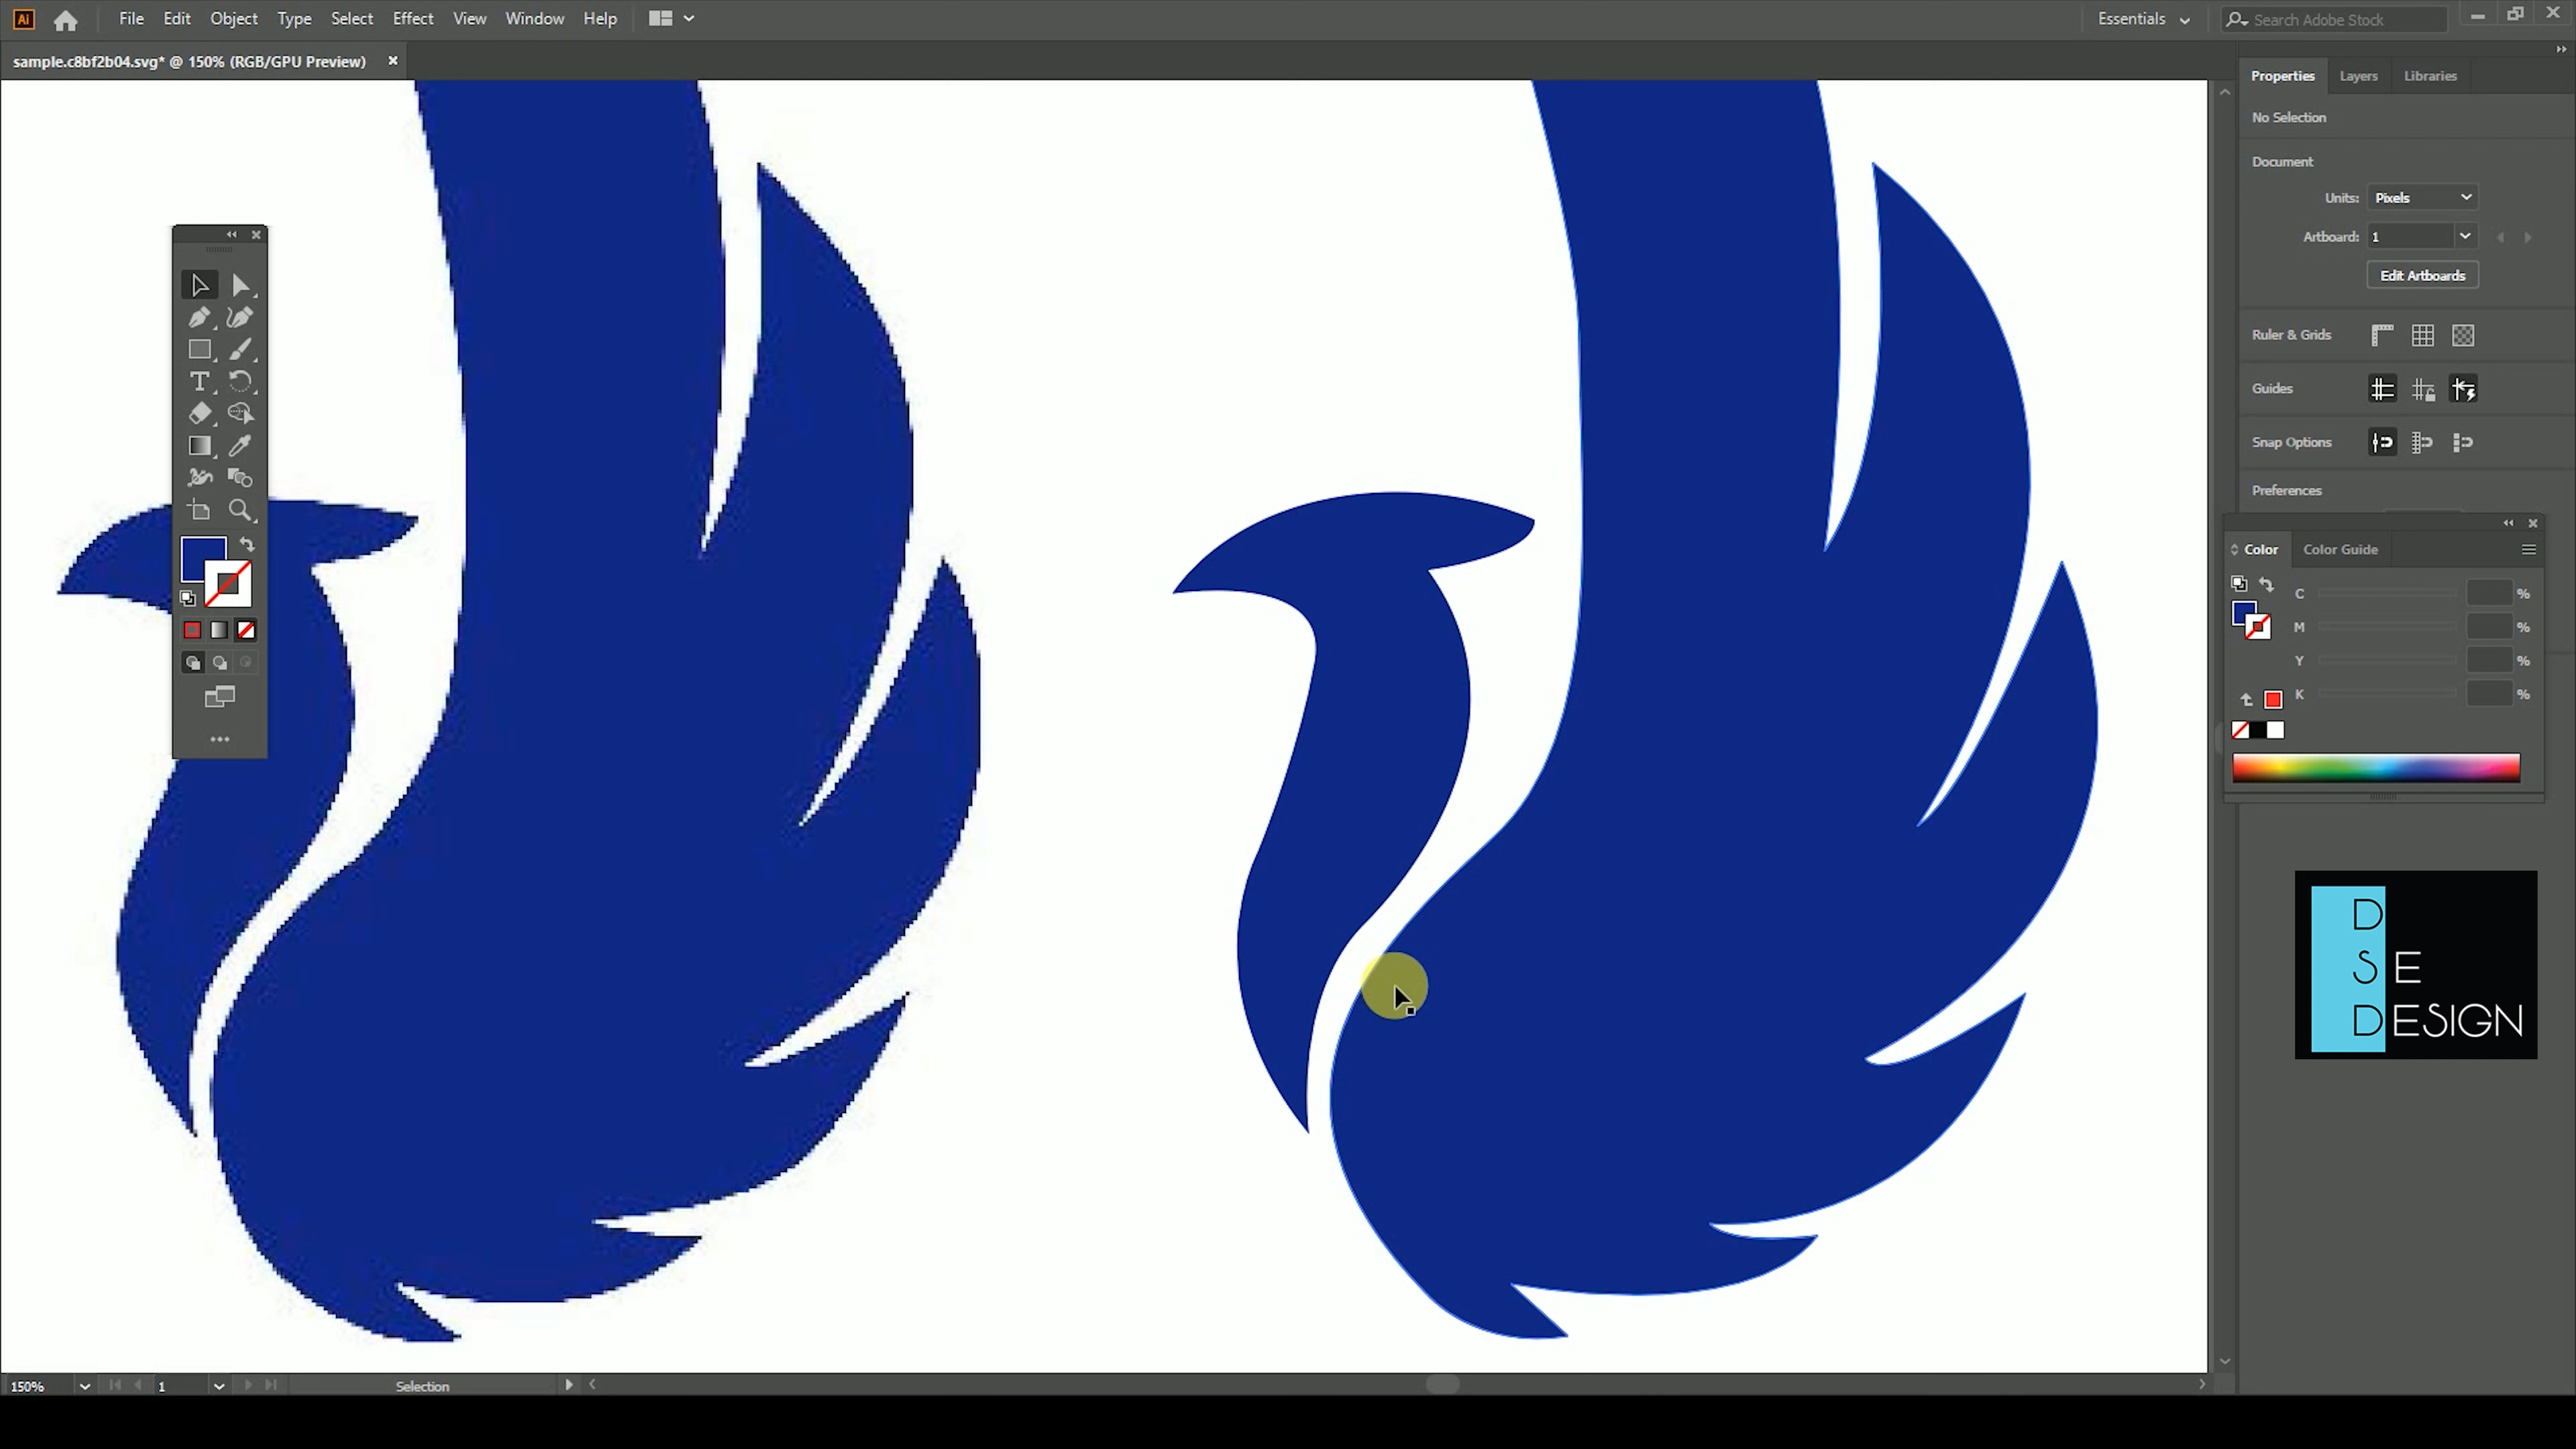 Ai File Edit Object Type Select Effect View Window Help Essentials Search Adobe Stock
sample.c8bf2b04.svg* @ 150% (RGB/GPU Preview)
Properties Layers Libraries
No Selection
Document
Units: Pixels
Artboard: 1
Edit Artboards
Ruler & Grids
Guides
Snap Options
Preferences
T
Color Color Guide
C %
M %
Y %
K %
D
S E
DESIGN
150% 1 Selection